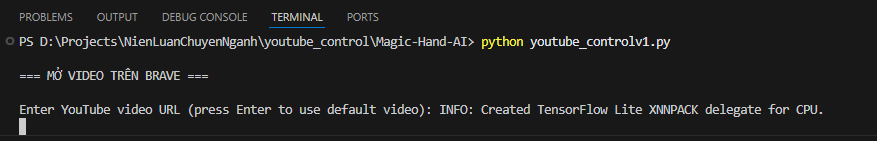 PROBLEMS OUTPUT DEBUG CONSOLE TERMINAL PORTS
PS D:\Projects\NienLuanChuyenNganh\youtube_control\Magic-Hand-AI> python youtube_controlv1.py
=== MỞ VIDEO TRÊN BRAVE ===
Enter YouTube video URL (press Enter to use default video): INFO: Created TensorFlow Lite XNNPACK delegate for CPU.